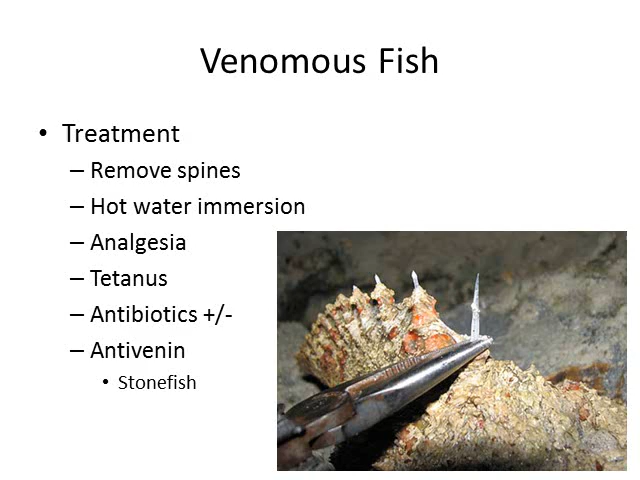 Venomous Fish
• Treatment
– Remove spines
– Hot water immersion
– Analgesia
– Tetanus
– Antibiotics +/-
– Antivenin
• Stonefish